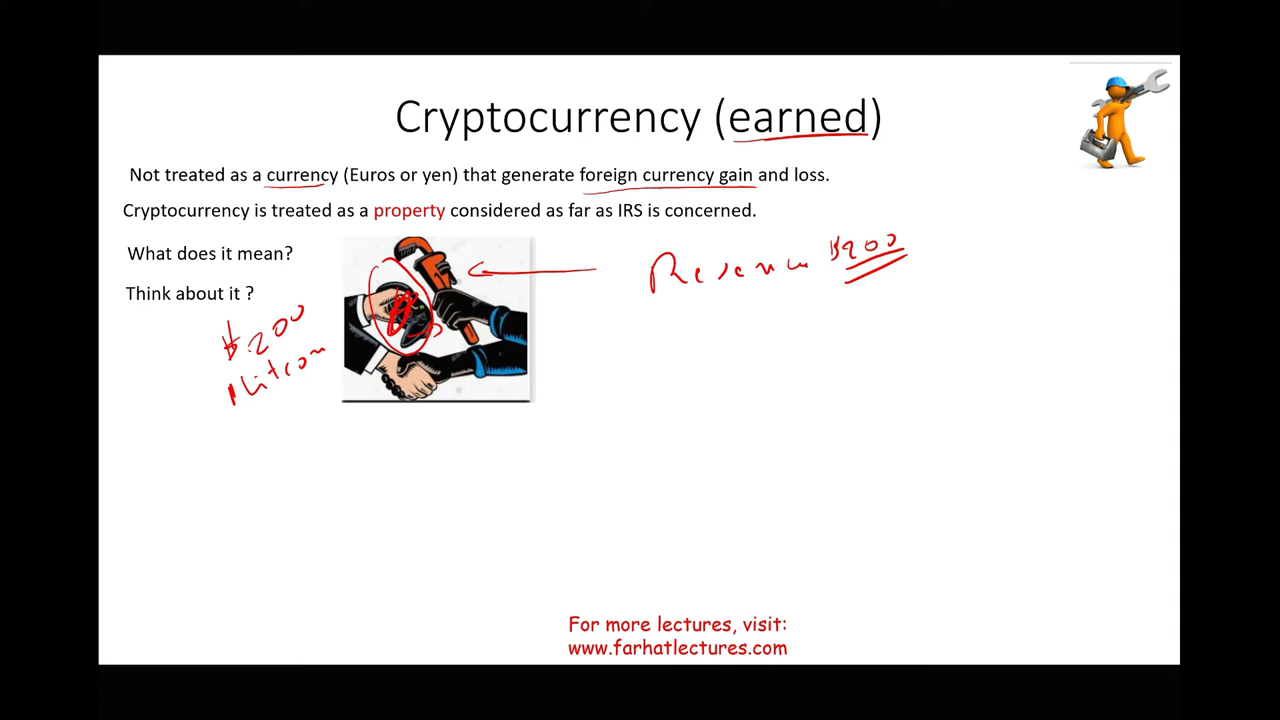 Cryptocurrency (earned)
Not treated as a currency (Euros or yen) that generate foreign currency gain and loss.
Cryptocurrency is treated as a property considered as far as IRS is concerned.
What does it mean?
Revenue $200
Think about it ?
$200
For more lectures, visit:
www.farhatlectures.com